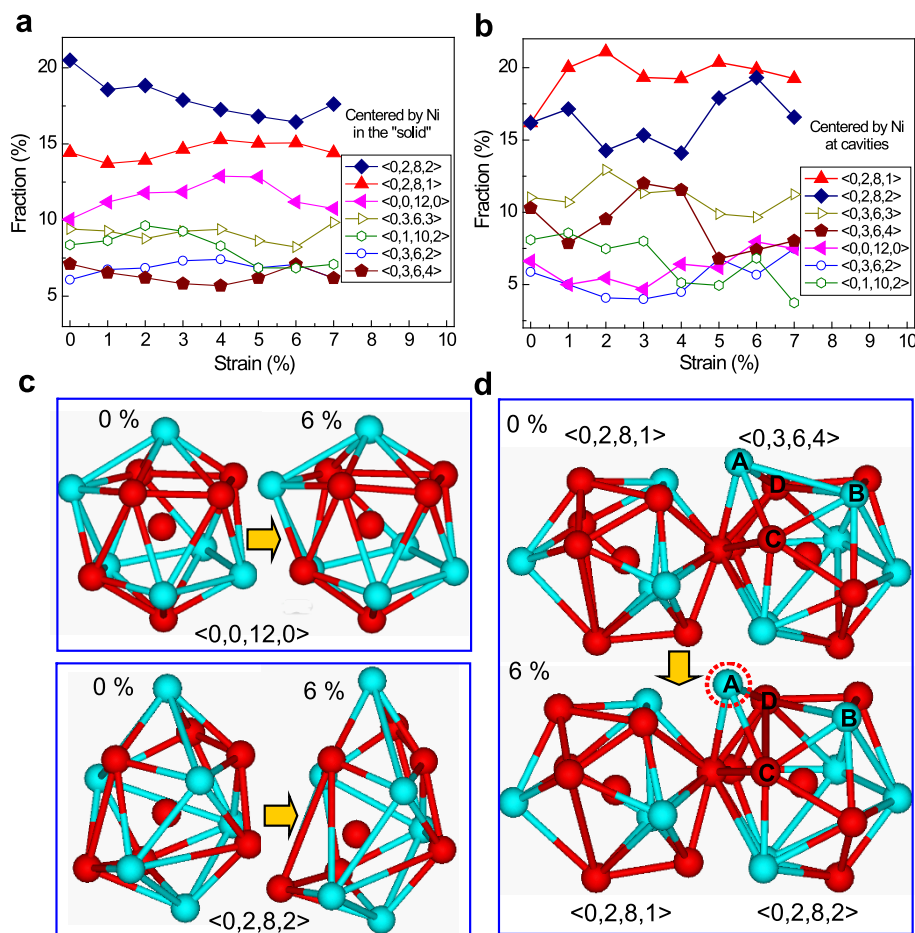 a
Fraction (%)
20
15
10
5
0 1 2 3 4 5 6 7 8 9 10
Strain (%)
Centered by Ni
in the "solid"
<0,2,8,2>
<0,2,8,1>
<0,0,12,0>
<0,3,6,3>
<0,1,10,2>
<0,3,6,2>
<0,3,6,4>
b
Fraction (%)
20
15
10
5
0 1 2 3 4 5 6 7 8 9 10
Strain (%)
Centered by Ni
at cavities
<0,2,8,1>
<0,2,8,2>
<0,3,6,3>
<0,3,6,4>
<0,0,12,0>
<0,3,6,2>
<0,1,10,2>
c
0 % 6 %
<0,0,12,0>
0 % 6 %
<0,2,8,2>
d
0 %
<0,2,8,1> <0,3,6,4>
A
D
B
C
6 %
A
D
B
C
<0,2,8,1> <0,2,8,2>